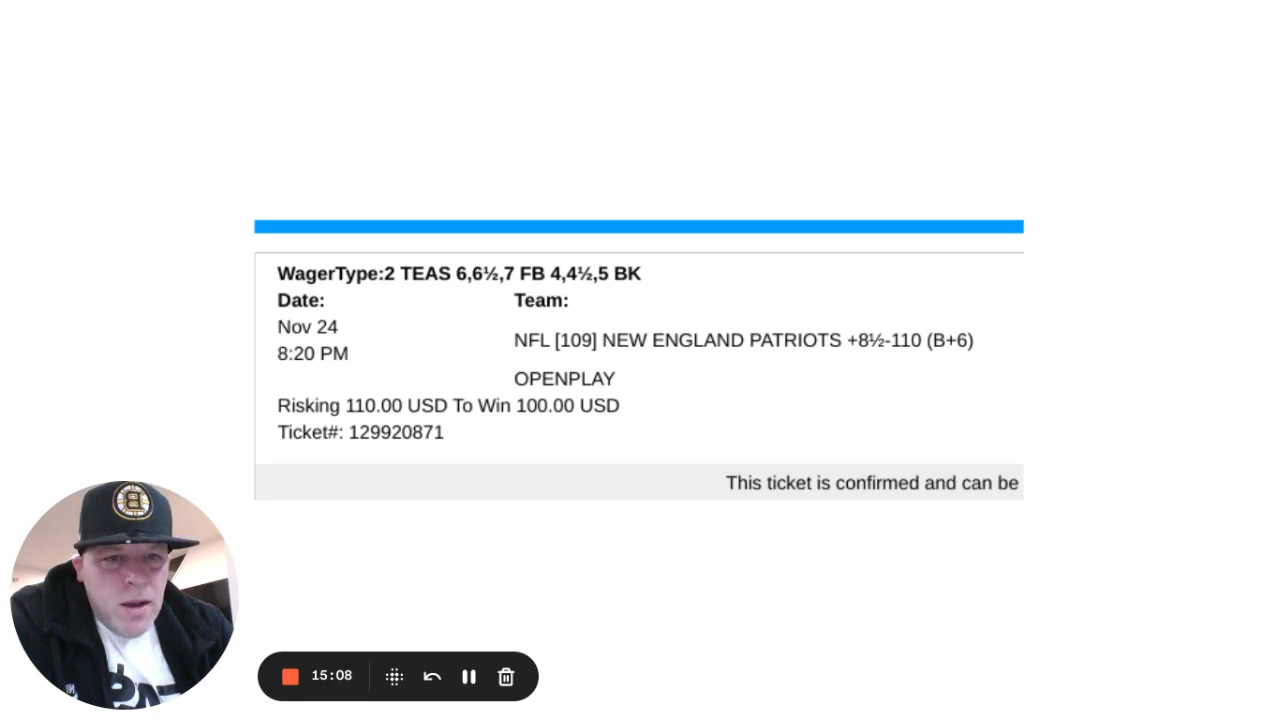 WagerType:2 TEAS 6,6½,7 FB 4,4½,5 BK
Date: Team:
Nov 24
8:20 PM
NFL [109] NEW ENGLAND PATRIOTS +8½-110 (B+6)
OPENPLAY
Risking 110.00 USD To Win 100.00 USD
Ticket#: 129920871
This ticket is confirmed and can be
B
15:08